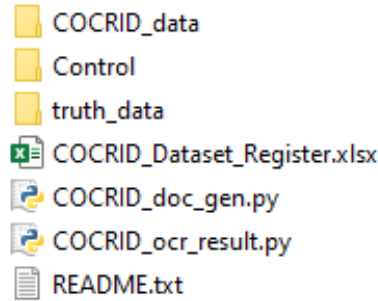 COCRID_data
Control
truth_data
COCRID_Dataset_Register.xlsx
COCRID_doc_gen.py
COCRID_ocr_result.py
README.txt